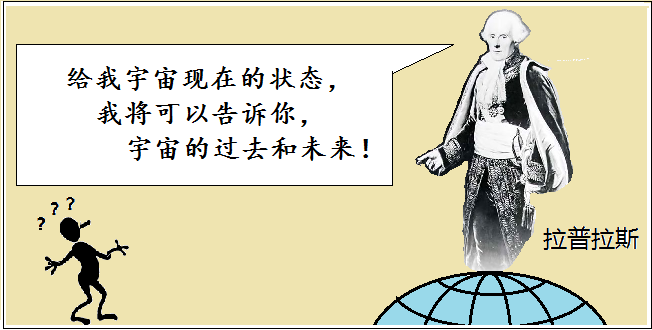 给我宇宙现在的状态，
我将可以告诉你，
宇宙的过去和未来！
? ? ?
拉普拉斯